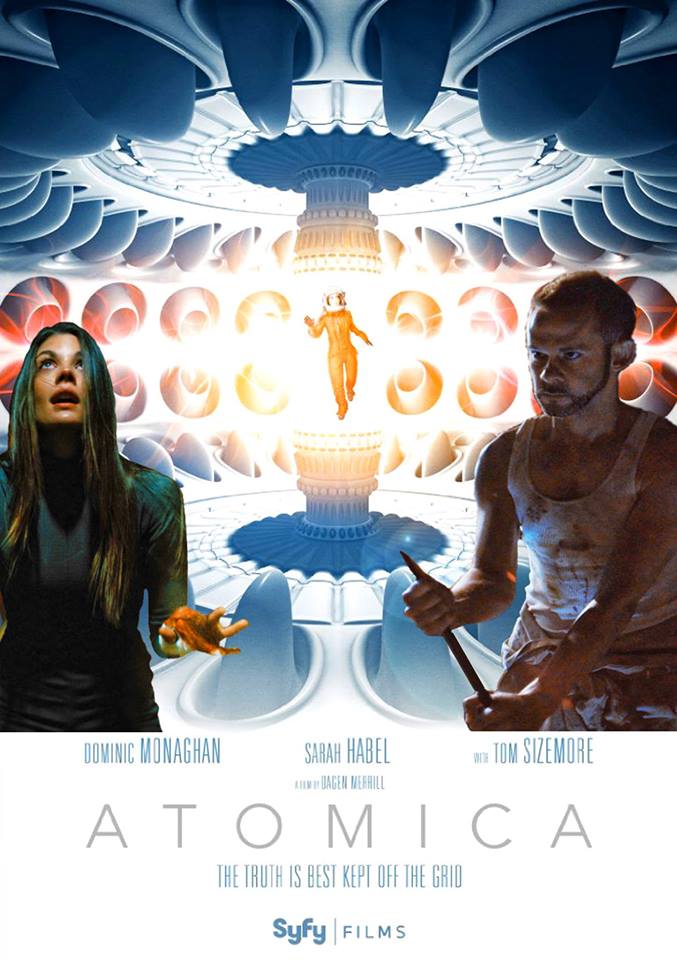 DOMINIC MONAGHAN SARAH HABEL WITH TOM SIZEMORE
A FILM BY DAGEN MERRILL
ATOMICA
THE TRUTH IS BEST KEPT OFF THE GRID
Syfy FILMS